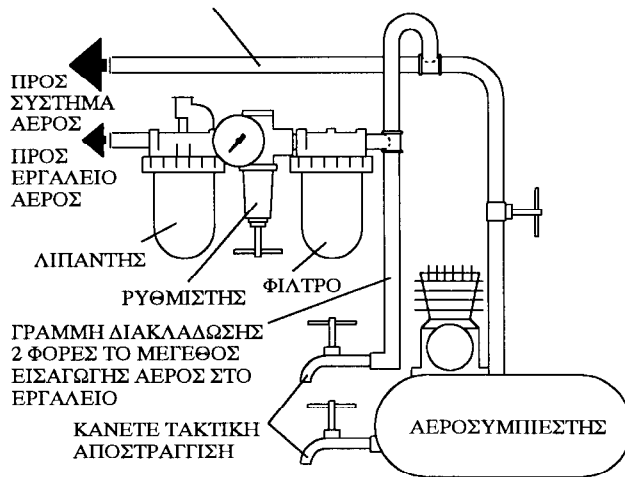 ΠΡΟΣ
ΣΥΣΤΗΜΑ
ΑΕΡΟΣ
ΠΡΟΣ
ΕΡΓΑΛΕΙΟ
ΑΕΡΟΣ
ΛΙΠΑΝΤΗΣ
ΡΥΘΜΙΣΤΗΣ
ΦΙΛΤΡΟ
ΓΡΑΜΜΗ ΔΙΑΚΛΑΔΩΣΗΣ
2 ΦΟΡΕΣ ΤΟ ΜΕΓΕΘΟΣ
ΕΙΣΑΓΩΓΗΣ ΑΕΡΟΣ ΣΤΟ
ΕΡΓΑΛΕΙΟ
ΚΑΝΕΤΕ ΤΑΚΤΙΚΗ
ΑΠΟΣΤΡΑΓΓΙΣΗ
ΑΕΡΟΣΥΜΠΙΕΣΤΗΣ